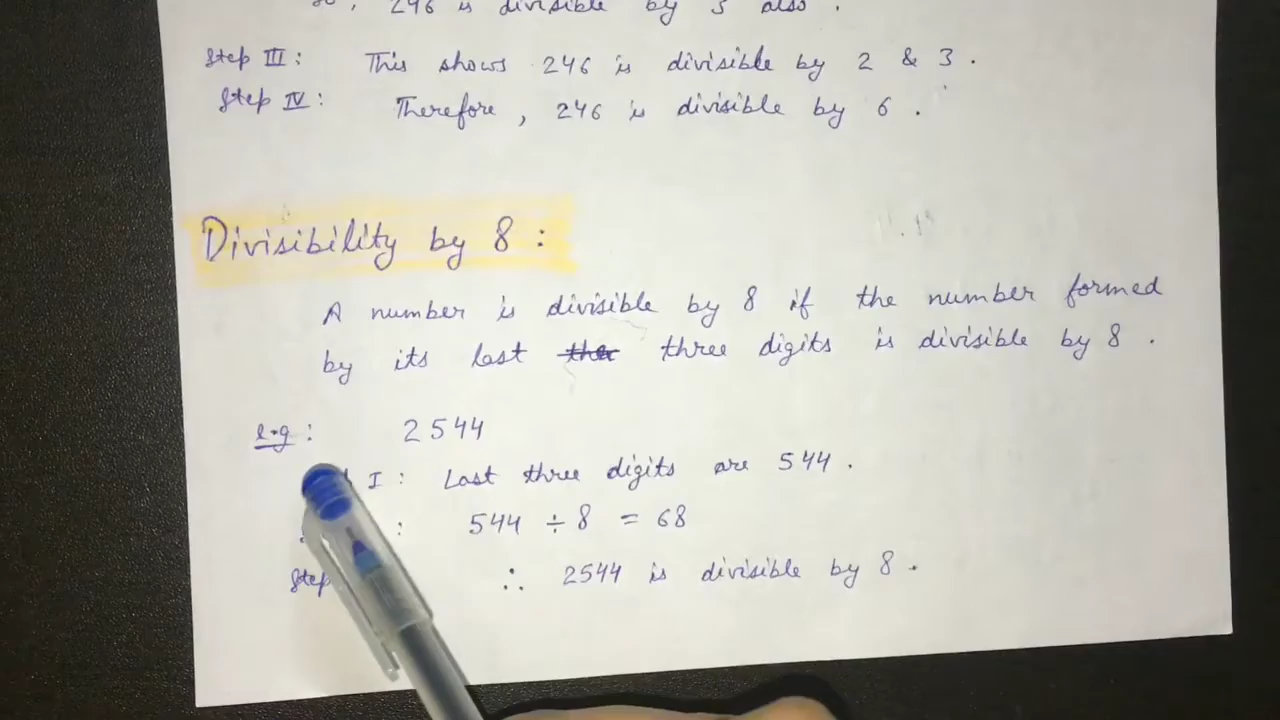 246 is divisible by 3 also .
Step III : This shows 246 is divisible by 2 & 3 .
Step IV : Therefore , 246 is divisible by 6 .
Divisibility by 8 :
A number is divisible by 8 if the number formed
by its last three digits is divisible by 8 .
e.g : 2544
I : Last three digits are 544 .
: 544 ÷ 8 = 68
Step ∴ 2544 is divisible by 8 .